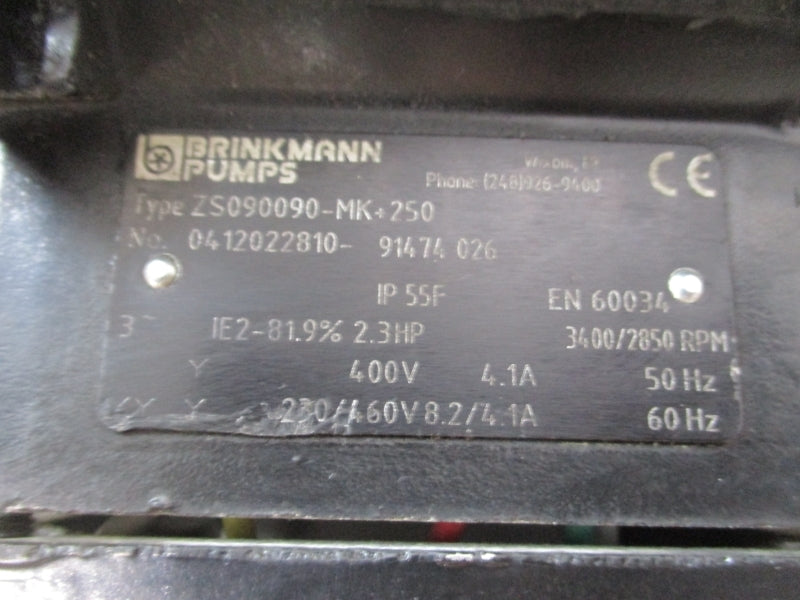 BRINKMANN
PUMPS
Phone: (248)926-9400
CE
Type ZS090090-MK+250
No. 0412022810- 91474 026
IP 55F EN 60034
3~ IE2-81.9% 2.3HP 3400/2850 RPM
Y 400V 4.1A 50 Hz
YY Y 230/460V 8.2/4.1A 60 Hz